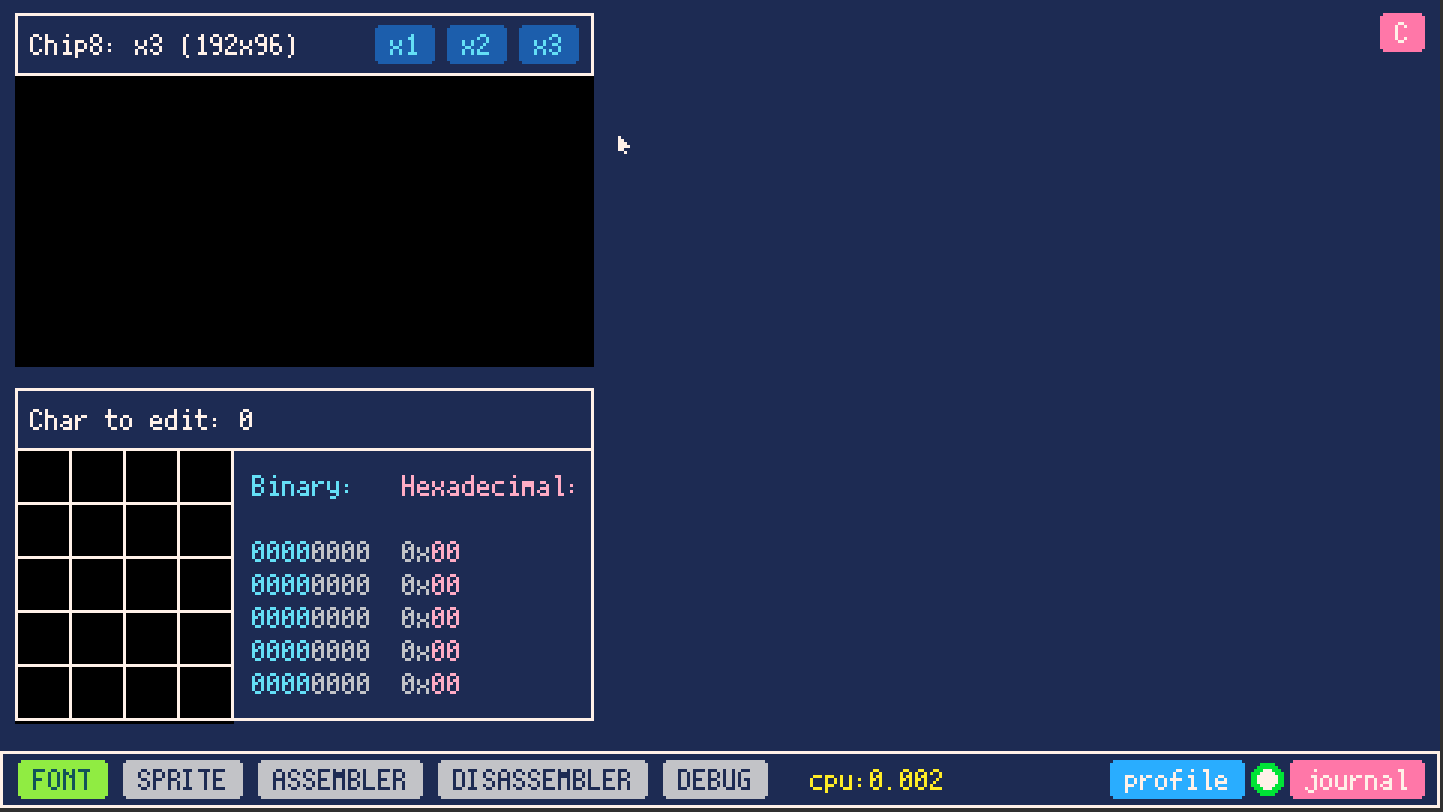 Chip8: x3 (192x96) x1 x2 x3 C
Char to edit: 0
Binary: Hexadecimal:
00000000 0x00
00000000 0x00
00000000 0x00
00000000 0x00
00000000 0x00
FONT SPRITE ASSEMBLER DISASSEMBLER DEBUG cpu:0.002 profile journal